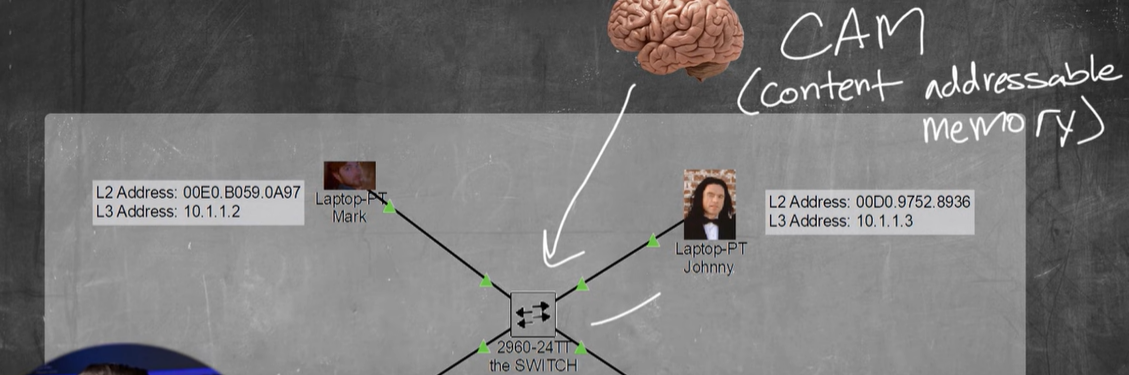 CAM
(content addressable
memory)
L2 Address: 00E0.B059.0A97
L3 Address: 10.1.1.2
Laptop-PT
Mark
L2 Address: 00D0.9752.8936
L3 Address: 10.1.1.3
Laptop-PT
Johnny
2960-24TT
the SWITCH